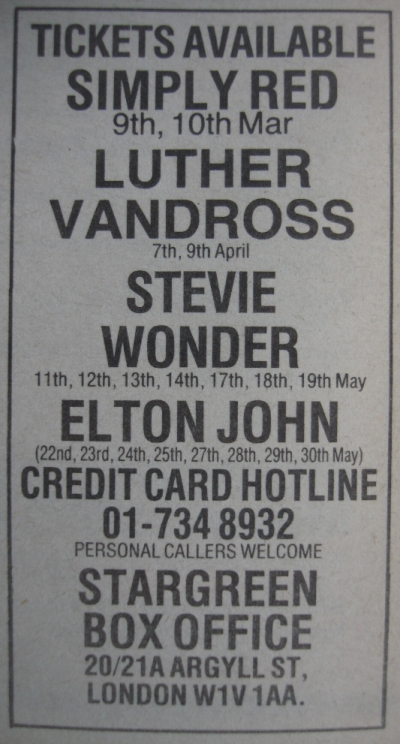 TICKETS AVAILABLE
SIMPLY RED
9th, 10th Mar
LUTHER
VANDROSS
7th, 9th April
STEVIE
WONDER
11th, 12th, 13th, 14th, 17th, 18th, 19th May
ELTON JOHN
(22nd, 23rd, 24th, 25th, 27th, 28th, 29th, 30th May)
CREDIT CARD HOTLINE
01-734 8932
PERSONAL CALLERS WELCOME
STARGREEN
BOX OFFICE
20/21A ARGYLL ST,
LONDON W1V 1AA.